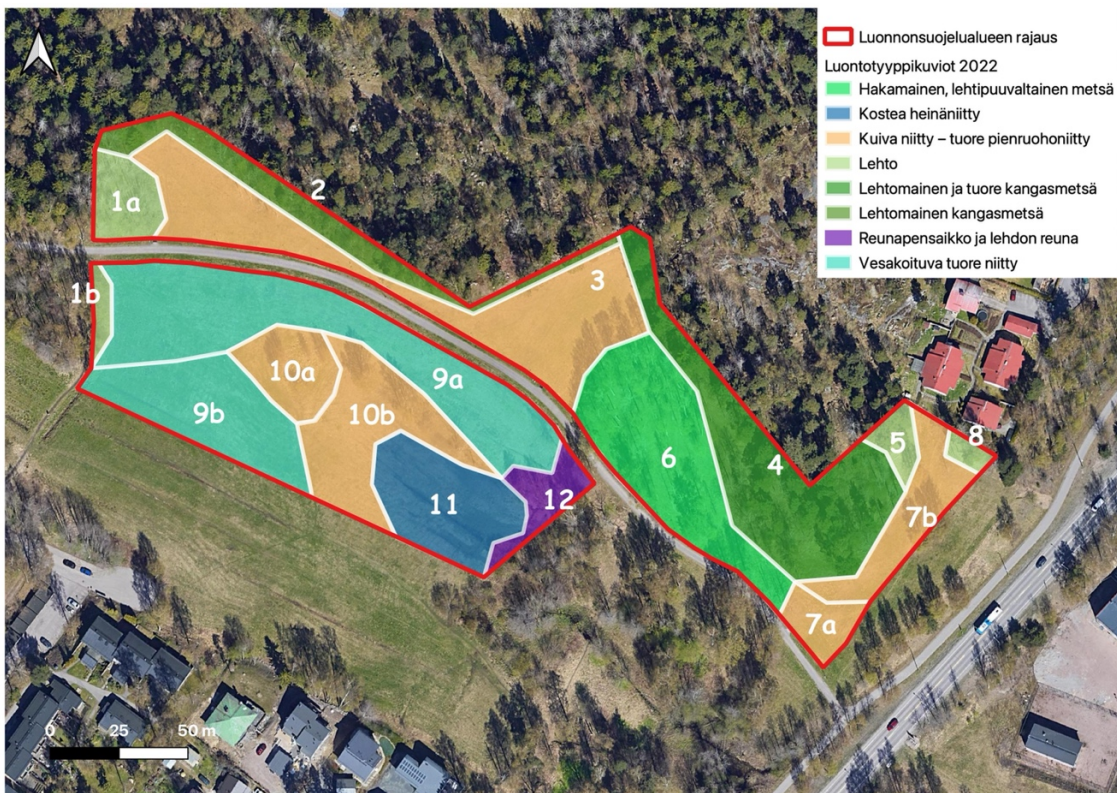 Luonnonsuojelualueen rajaus
Luontotyyppikuviot 2022
Hakamainen, lehtipuuvaltainen metsä
Kostea heinäniitty
Kuiva niitty – tuore pienruohoniitty
Lehto
Lehtomainen ja tuore kangasmetsä
Lehtomainen kangasmetsä
Reunapensaikko ja lehdon reuna
Vesakoituva tuore niitty
1a
2
3
1b
10a
9a
9b
10b
4
5
8
6
11
12
7b
7a
0 25 50 m